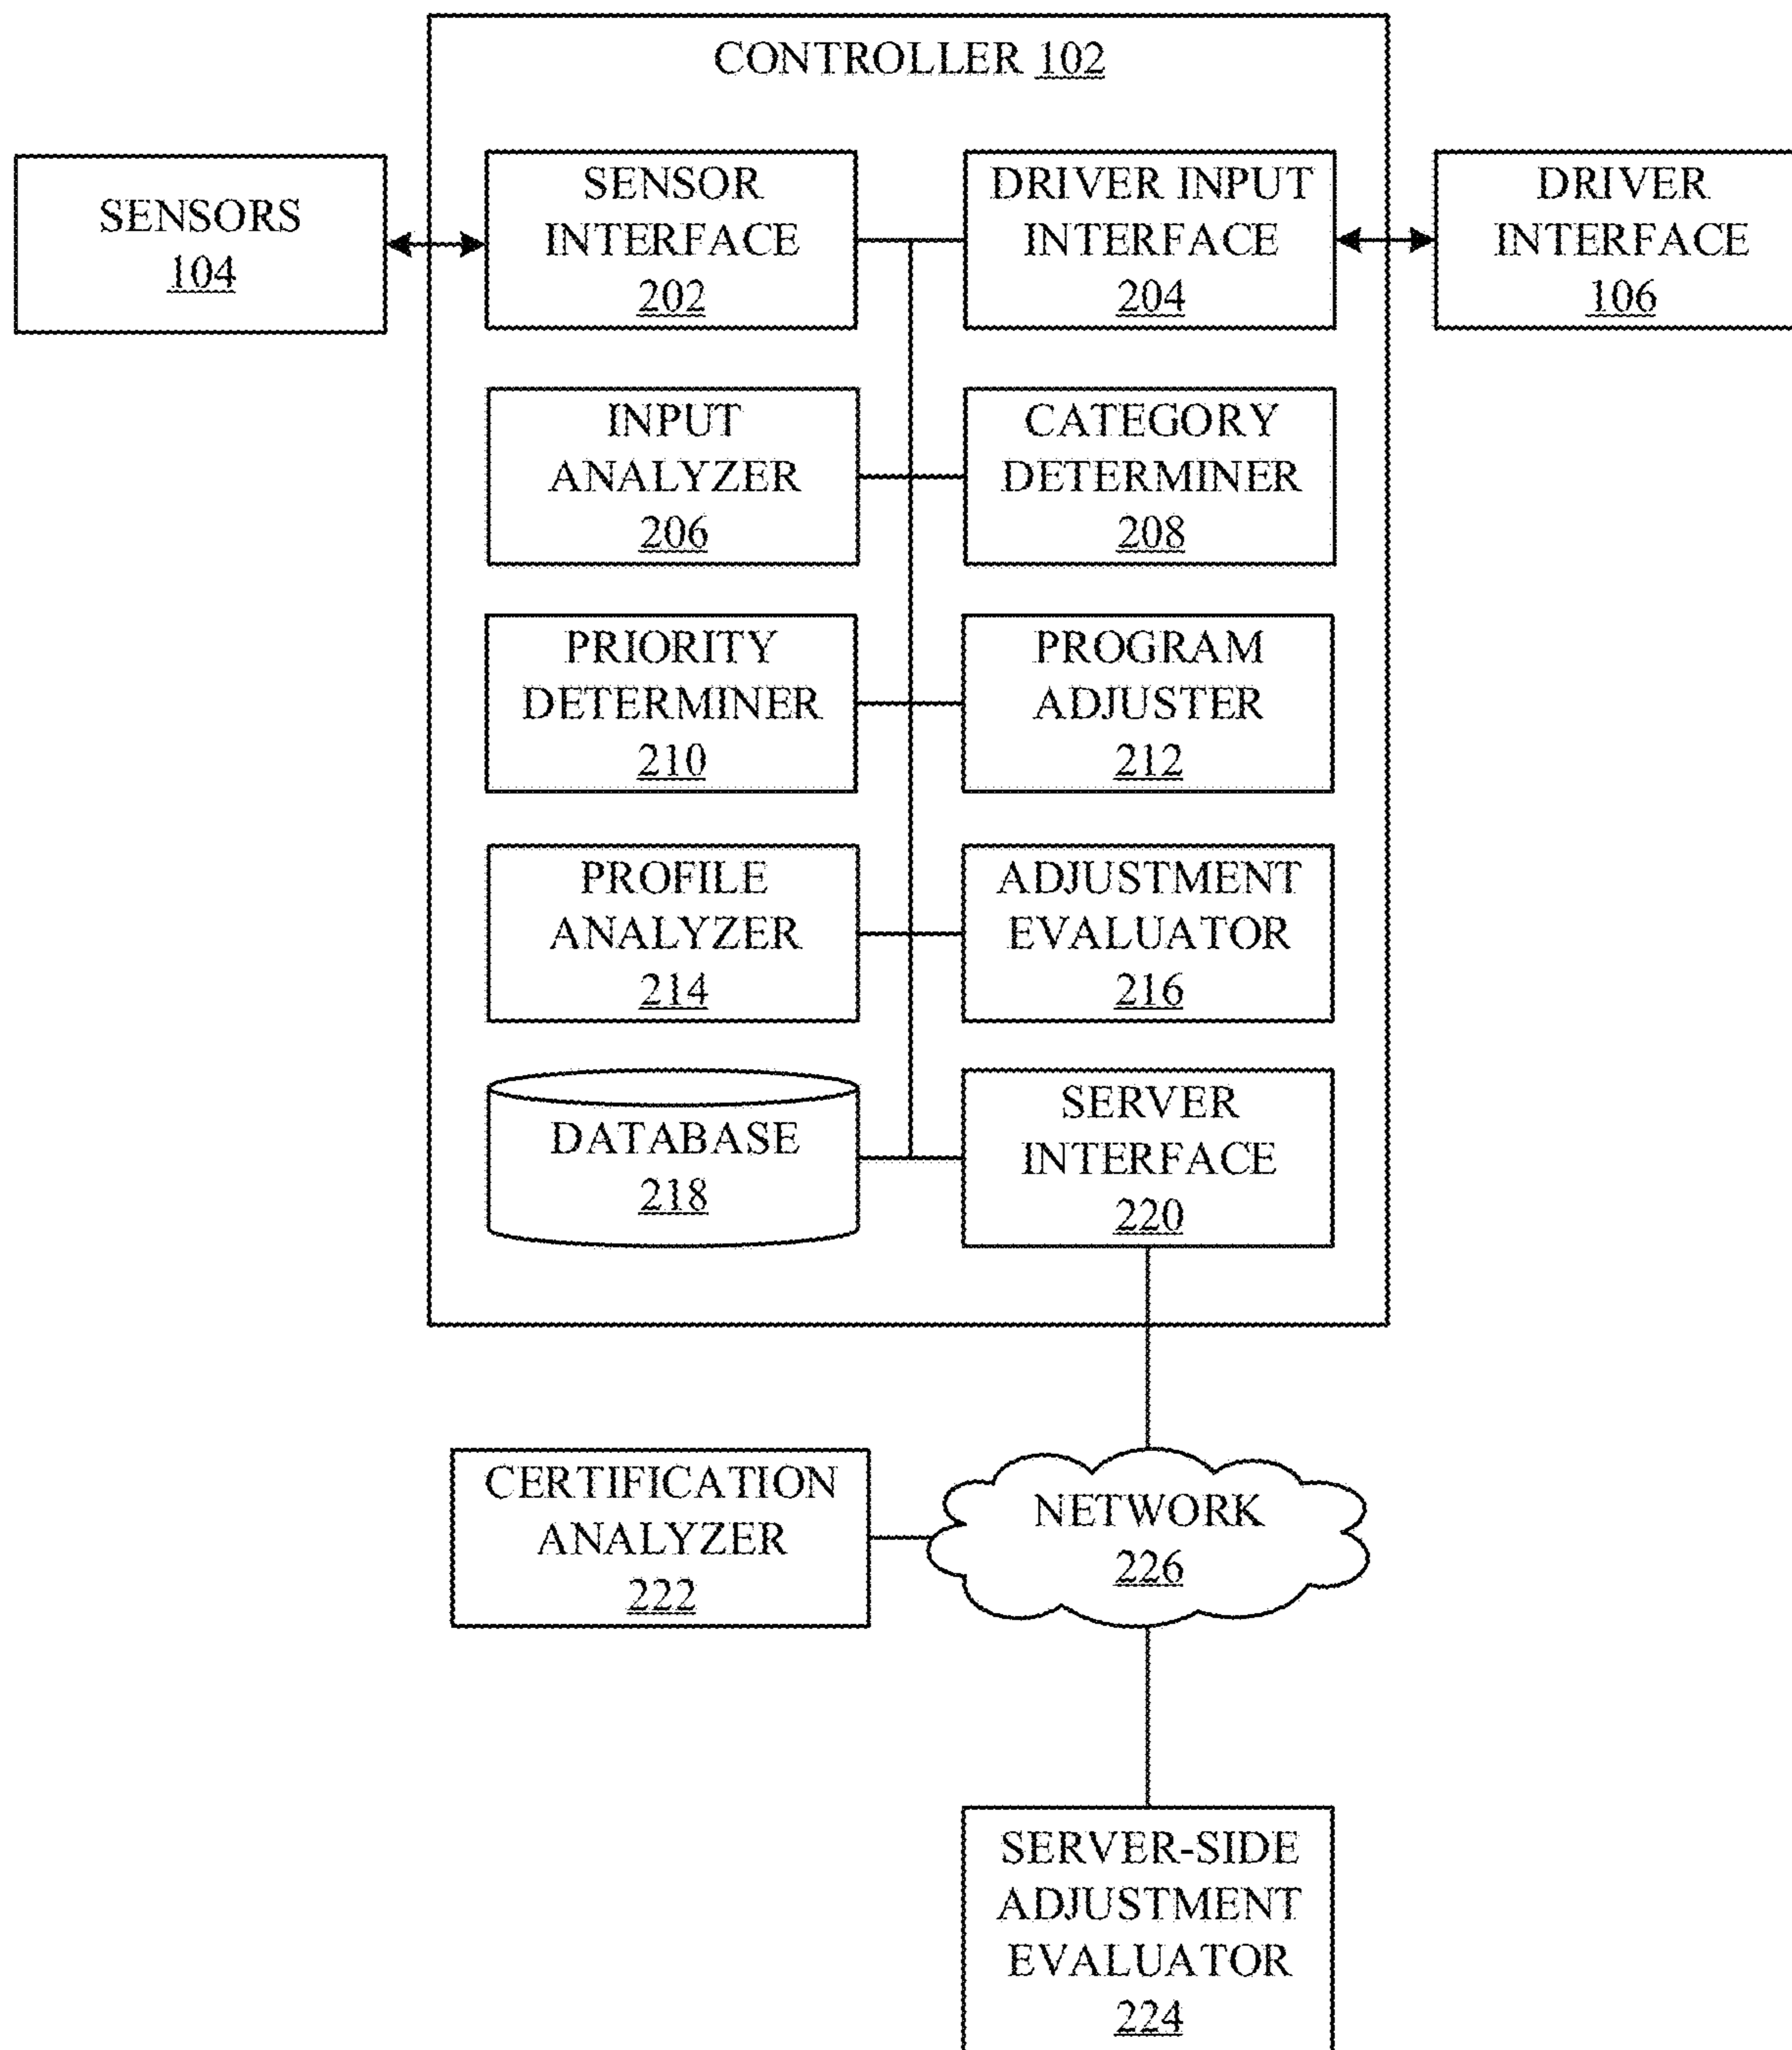 CONTROLLER 102
SENSORS
104
SENSOR
INTERFACE
202
DRIVER INPUT
INTERFACE
204
DRIVER
INTERFACE
106
INPUT
ANALYZER
206
CATEGORY
DETERMINER
208
PRIORITY
DETERMINER
210
PROGRAM
ADJUSTER
212
PROFILE
ANALYZER
214
ADJUSTMENT
EVALUATOR
216
DATABASE
218
SERVER
INTERFACE
220
CERTIFICATION
ANALYZER
222
NETWORK
226
SERVER-SIDE
ADJUSTMENT
EVALUATOR
224